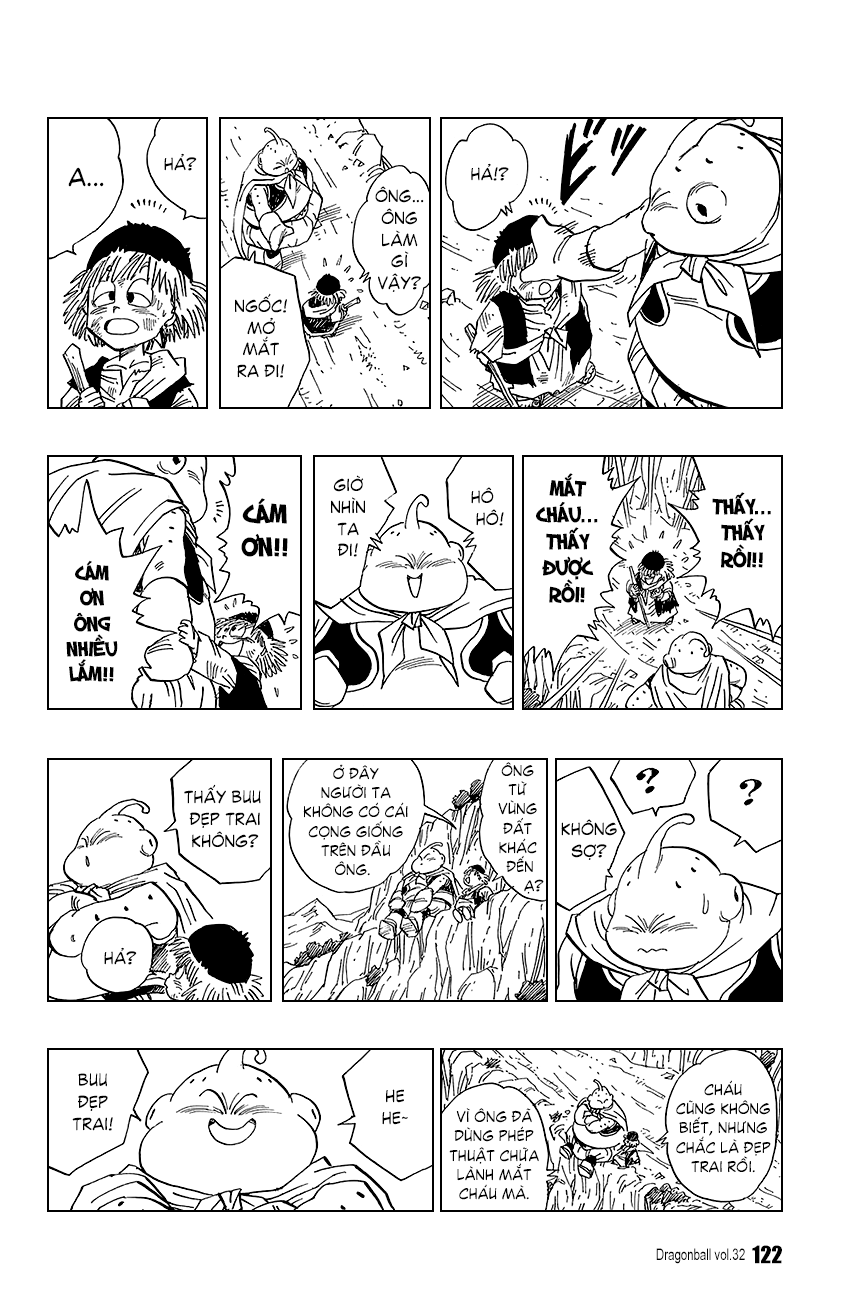 HẢ!?
ÔNG...
ÔNG
LÀM
GÌ
VẬY?
NGỐC!
MỞ
MẮT
RA ĐI!
HẢ?
A...
THẤY...
THẤY
RỒI!!
MẮT
CHÁU...
THẤY
ĐƯỢC
RỒI!
HÔ
HÔ!
GIỜ
NHÌN
TA
ĐI!
CÁM
ƠN!!
CÁM
ƠN
ÔNG
NHIỀU
LẮM!!
?
?
KHÔNG
SỢ?
ÔNG
TỪ
VÙNG
ĐẤT
KHÁC
ĐẾN
Ạ?
Ở ĐÂY
NGƯỜI TA
KHÔNG CÓ CÁI
CỌNG GIỐNG
TRÊN ĐẦU
ÔNG.
THẤY BUU
ĐẸP TRAI
KHÔNG?
HẢ?
CHÁU
CŨNG KHÔNG
BIẾT, NHƯNG
CHẮC LÀ ĐẸP
TRAI RỒI.
VÌ ÔNG ĐÃ
DÙNG PHÉP
THUẬT CHỮA
LÀNH MẮT
CHÁU MÀ.
HE
HE~
BUU
ĐẸP
TRAI!
Dragonball vol.32 122